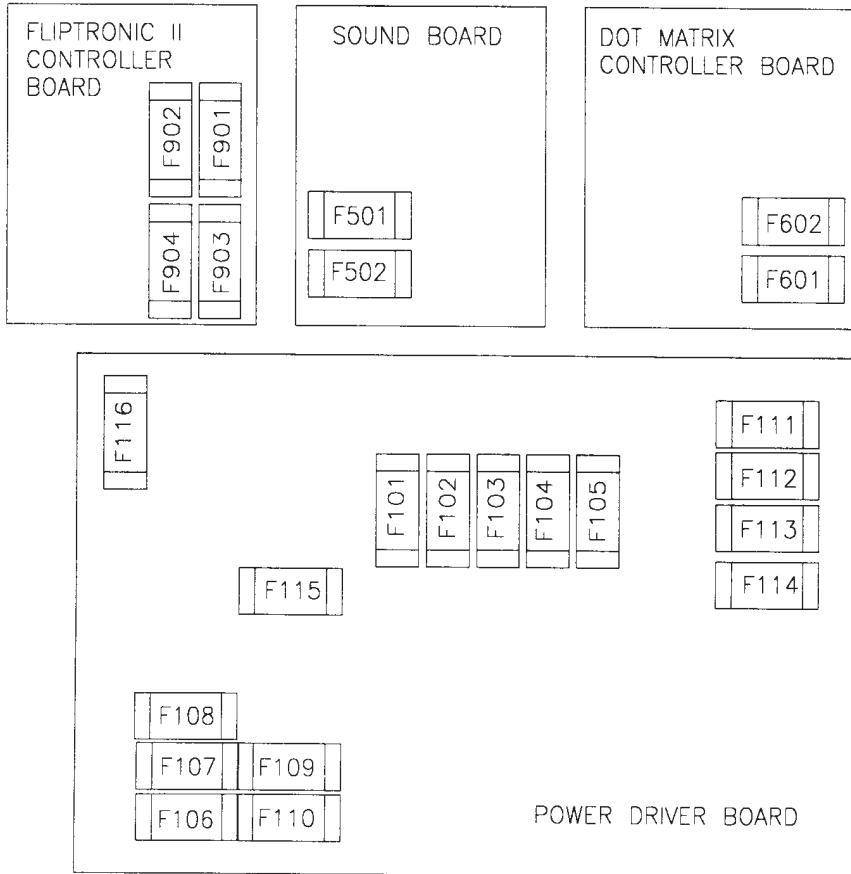 FLIPTRONIC II
CONTROLLER
BOARD
F902
F901
F904
F903
SOUND BOARD
F501
F502
DOT MATRIX
CONTROLLER BOARD
F602
F601
F116
F101
F102
F103
F104
F105
F111
F112
F113
F114
F115
F108
F107
F109
F106
F110
POWER DRIVER BOARD